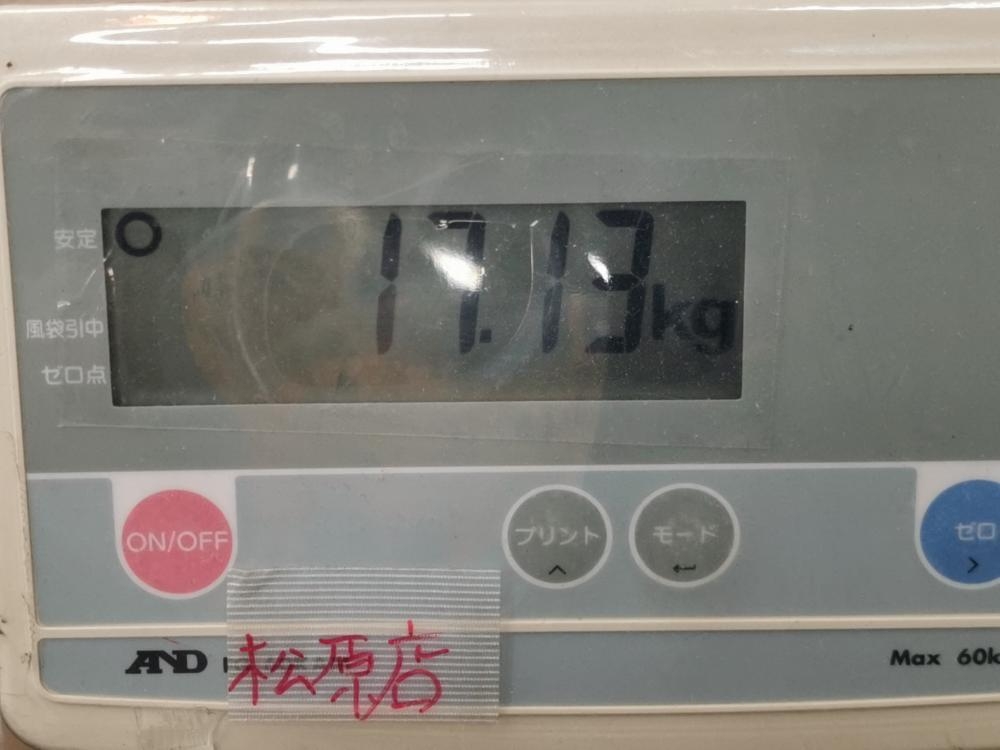 安定 ○ 17.13kg
風袋引中
ゼロ点
ON/OFF プリント モード ゼロ
AND 松原店 Max 60k